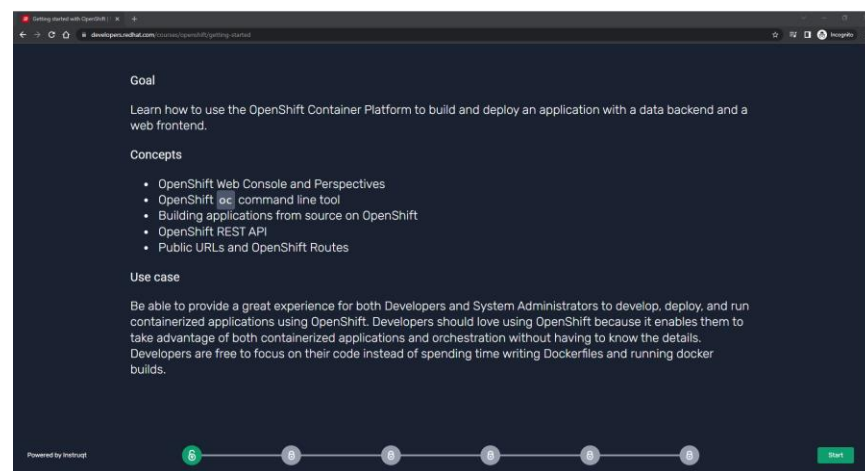 Getting started with OpenShift |
developers.redhat.com/courses/openshift/getting-started
Incognito
Goal
Learn how to use the OpenShift Container Platform to build and deploy an application with a data backend and a
web frontend.
Concepts
• OpenShift Web Console and Perspectives
• OpenShift oc command line tool
• Building applications from source on OpenShift
• OpenShift REST API
• Public URLs and OpenShift Routes
Use case
Be able to provide a great experience for both Developers and System Administrators to develop, deploy, and run
containerized applications using OpenShift. Developers should love using OpenShift because it enables them to
take advantage of both containerized applications and orchestration without having to know the details.
Developers are free to focus on their code instead of spending time writing Dockerfiles and running docker
builds.
Powered by Instruqt
Start